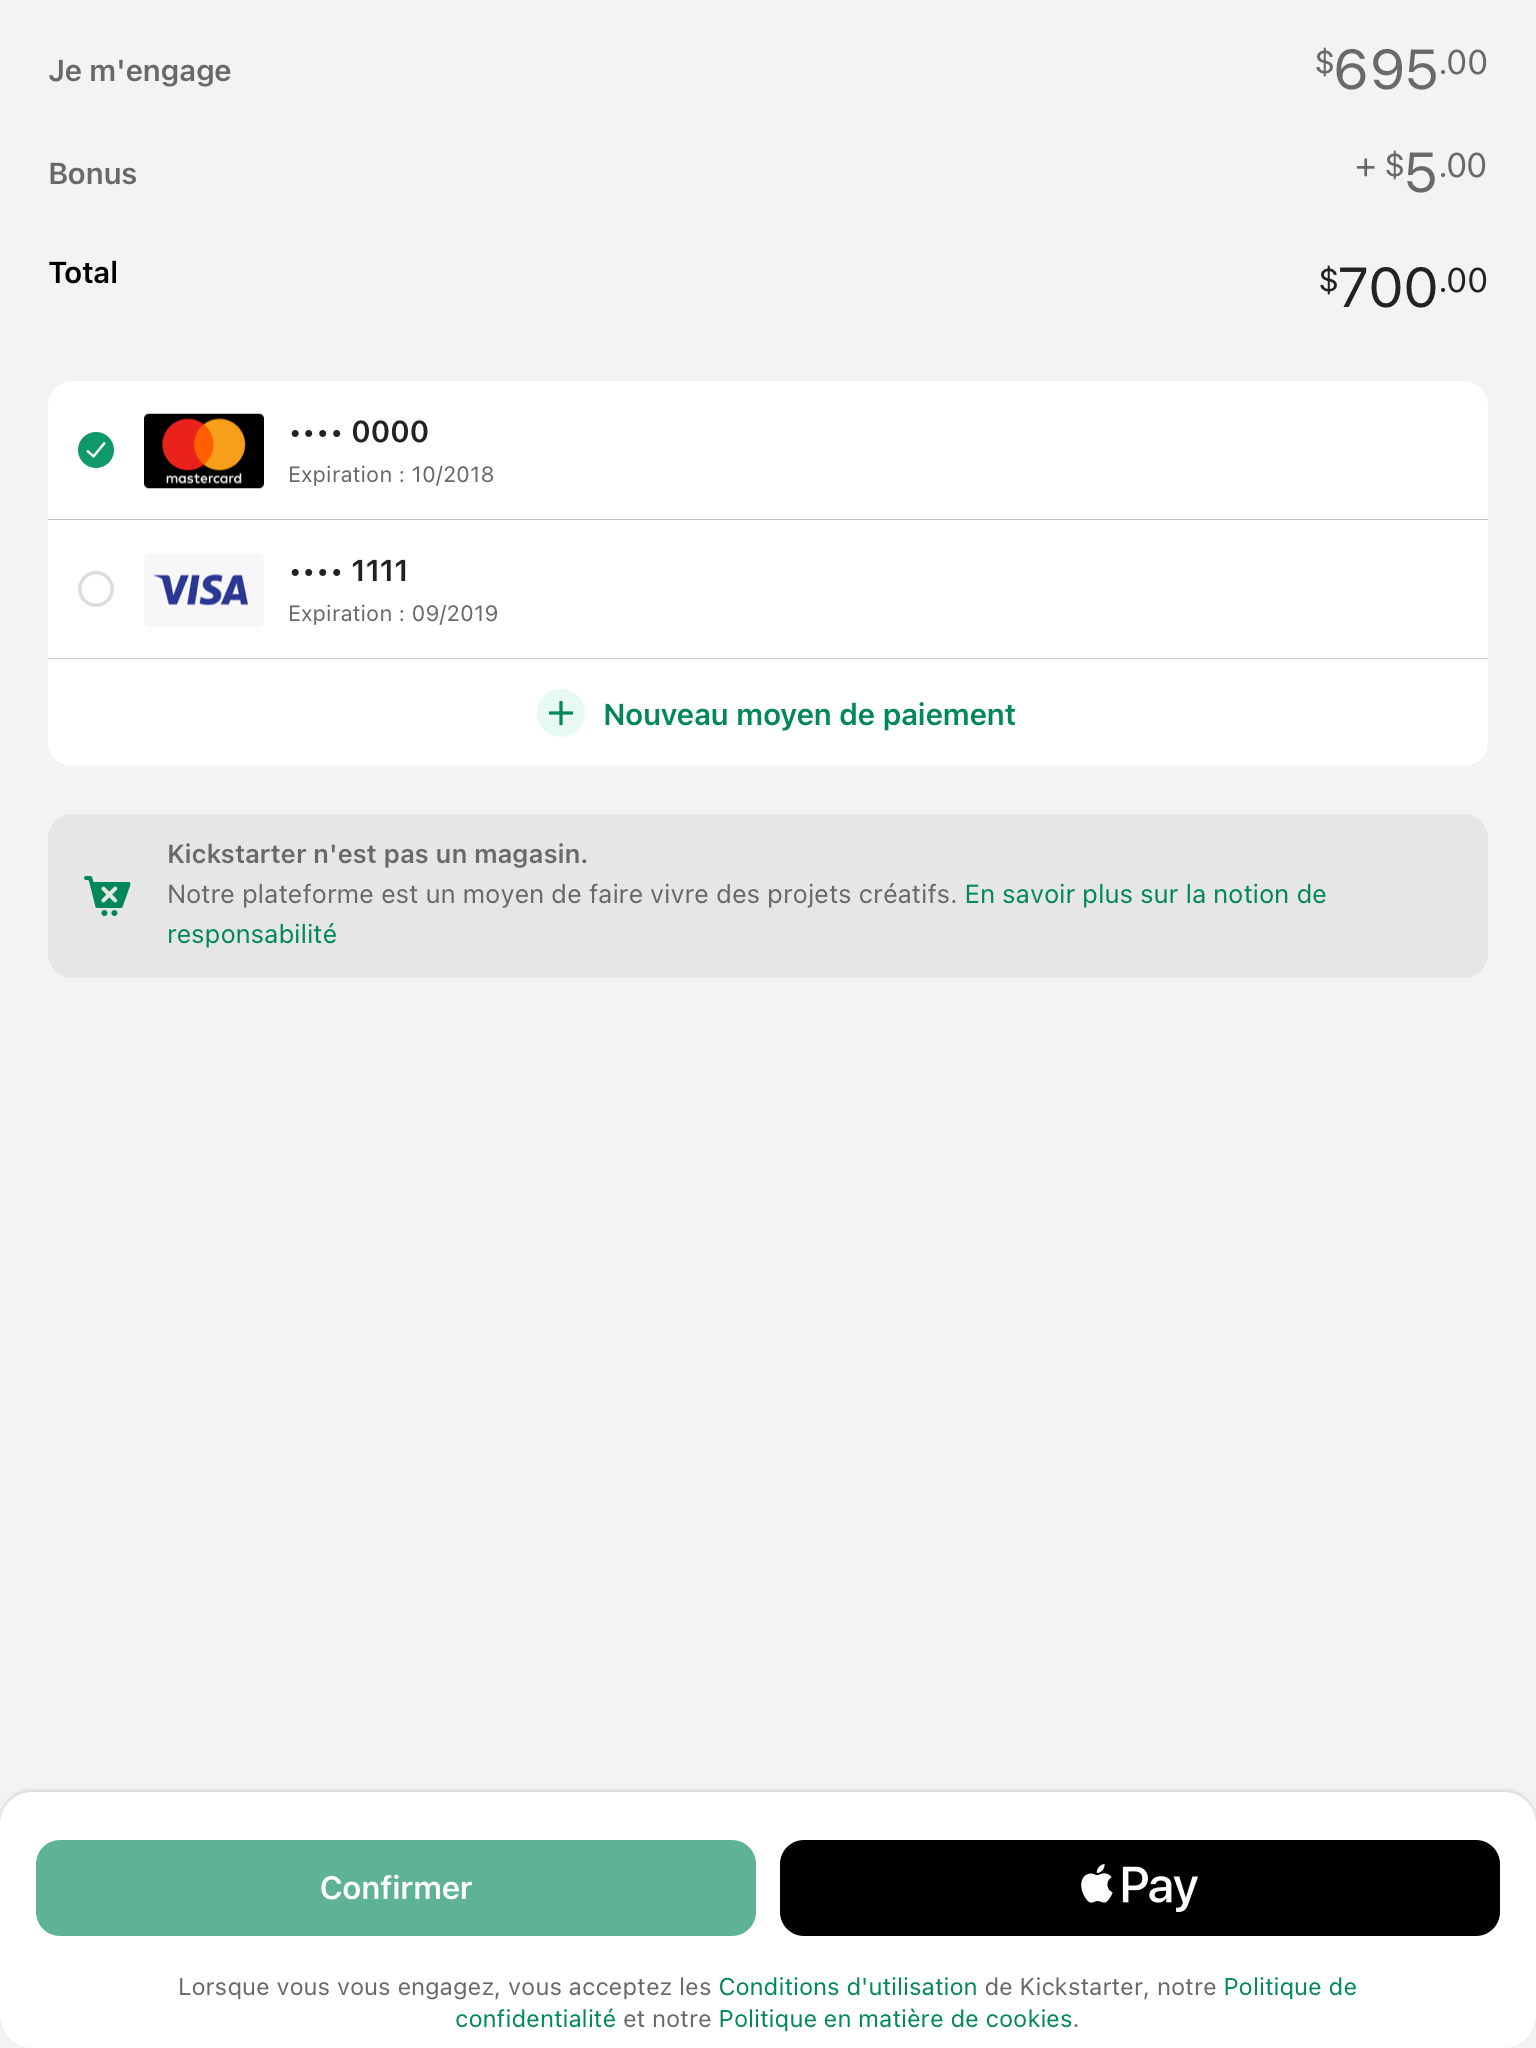 Je m'engage
$695.00
Bonus
+ $5.00
Total
$700.00
mastercard
•••• 0000
Expiration : 10/2018
VISA
•••• 1111
Expiration : 09/2019
Nouveau moyen de paiement
Kickstarter n'est pas un magasin.
Notre plateforme est un moyen de faire vivre des projets créatifs. En savoir plus sur la notion de
responsabilité
Confirmer
Pay
Lorsque vous vous engagez, vous acceptez les Conditions d'utilisation de Kickstarter, notre Politique de
confidentialité et notre Politique en matière de cookies.